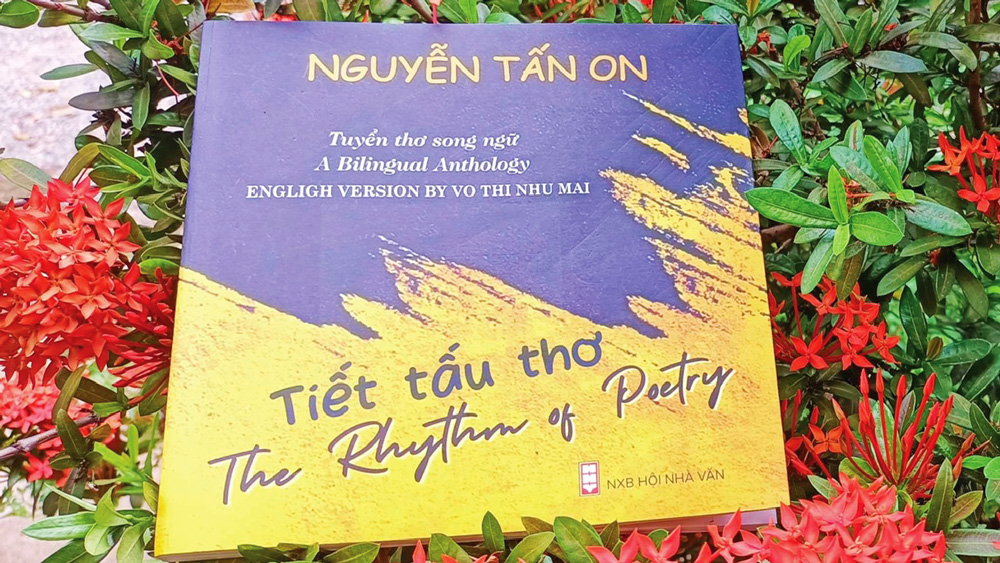 NGUYỄN TẤN ON
Tuyển thơ song ngữ
A Bilingual Anthology
ENGLIGH VERSION BY VO THI NHU MAI
Tiết tấu thơ
The Rhythm of Poetry
NXB HỘI NHÀ VĂN